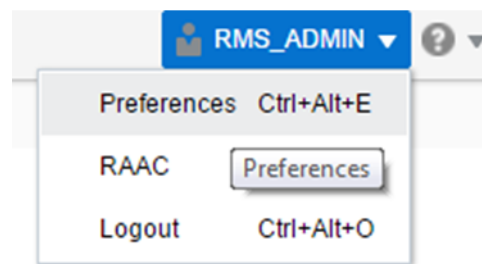 RMS_ADMIN
Preferences Ctrl+Alt+E
RAAC
Preferences
Logout Ctrl+Alt+O